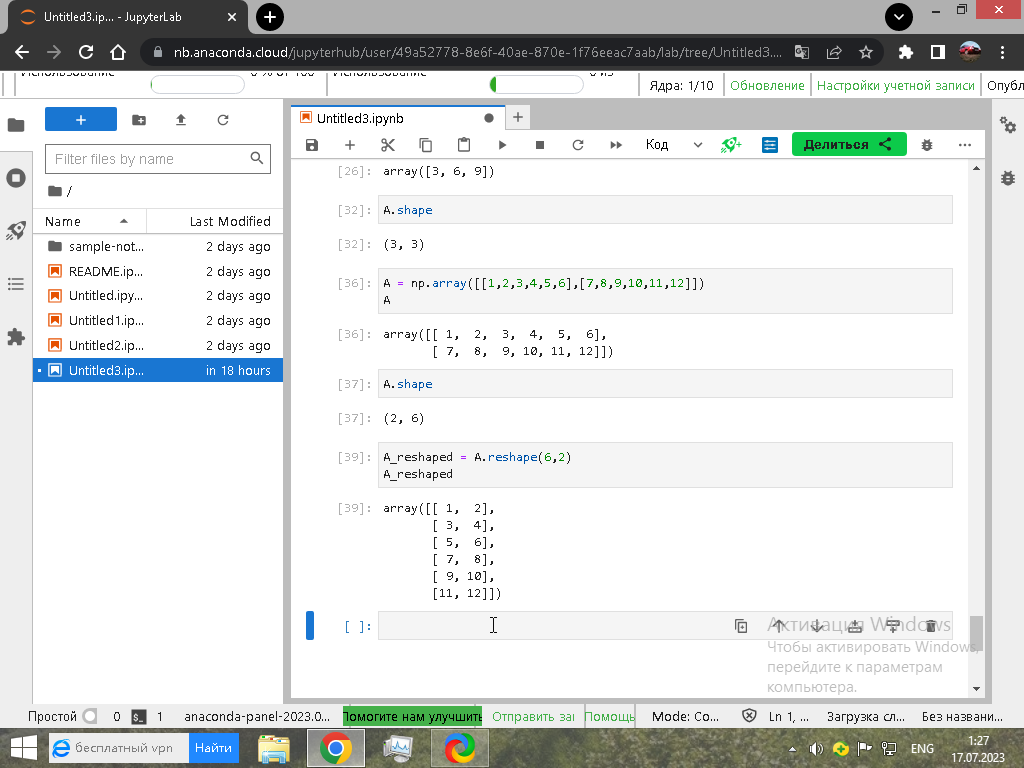 Untitled3.ip... - JupyterLab
nb.anaconda.cloud/jupyterhub/user/49a52778-8e6f-40ae-870e-1f76eeac7aab/lab/tree/Untitled3....
Использование
0 % от 100
Использование
0 из
Ядра: 1/10
Обновление
Настройки учетной записи
Опубл
+
Filter files by name
/
Name
Last Modified
sample-not... 2 days ago
README.ip... 2 days ago
Untitled.ipy... 2 days ago
Untitled1.ip... 2 days ago
Untitled2.ip... 2 days ago
Untitled3.ip... in 18 hours
Untitled3.ipynb
Код
Делиться
[26]: array([3, 6, 9])
[32]: A.shape
[32]: (3, 3)
[36]: A = np.array([[1,2,3,4,5,6],[7,8,9,10,11,12]])
A
[36]: array([[ 1, 2, 3, 4, 5, 6],
[ 7, 8, 9, 10, 11, 12]])
[37]: A.shape
[37]: (2, 6)
[39]: A_reshaped = A.reshape(6,2)
A_reshaped
[39]: array([[ 1, 2],
[ 3, 4],
[ 5, 6],
[ 7, 8],
[ 9, 10],
[11, 12]])
[ ]:
Активация Windows
Чтобы активировать Windows,
перейдите к параметрам
компьютера.
Простой 0 $_ 1 anaconda-panel-2023.0... Помогите нам улучшить Отправить за Помощь Mode: Co... Ln 1, ... Загрузка сл... Без названи...
бесплатный vpn
Найти
ENG
1:27
17.07.2023